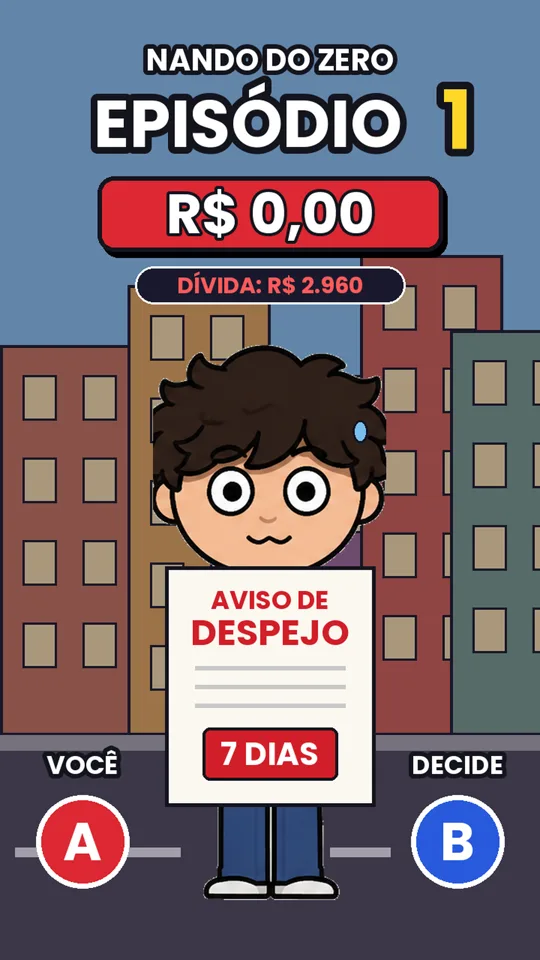 NANDO DO ZERO
EPISÓDIO 1
R$ 0,00
DÍVIDA: R$ 2.960
AVISO DE
DESPEJO
7 DIAS
VOCÊ
DECIDE
A
B